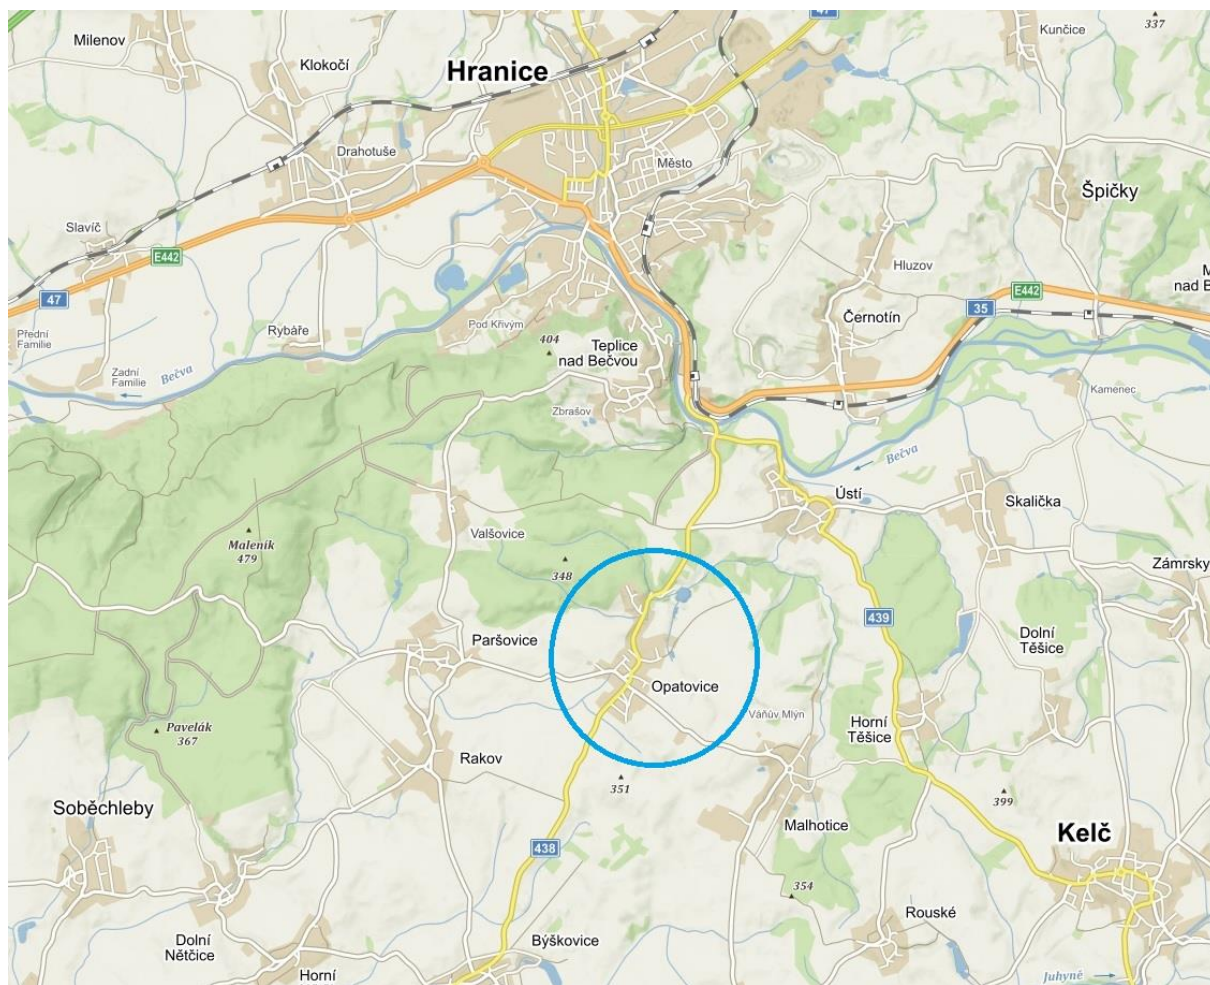 47
Milenov
Kunčice
337
Klokočí
Hranice
Drahotuše
Město
Špičky
Slavíč
E442
Hluzov
M
nad B
47
E442
35
Přední
Familie
Rybáře
Pod Křivým
404
Teplice
nad Bečvou
Černotín
Zadní
Familie
Bečva
Zbrašov
Kamenec
Bečva
Ústí
Skalička
Valšovice
Maleník
479
348
Zámrsky
439
Paršovice
Dolní
Těšice
Opatovice
Váňův Mlýn
Pavelák
367
Horní
Těšice
Rakov
351
399
Soběchleby
Malhotice
Kelč
438
354
Rouské
Dolní
Nětčice
Býškovice
Horní
Juhyně